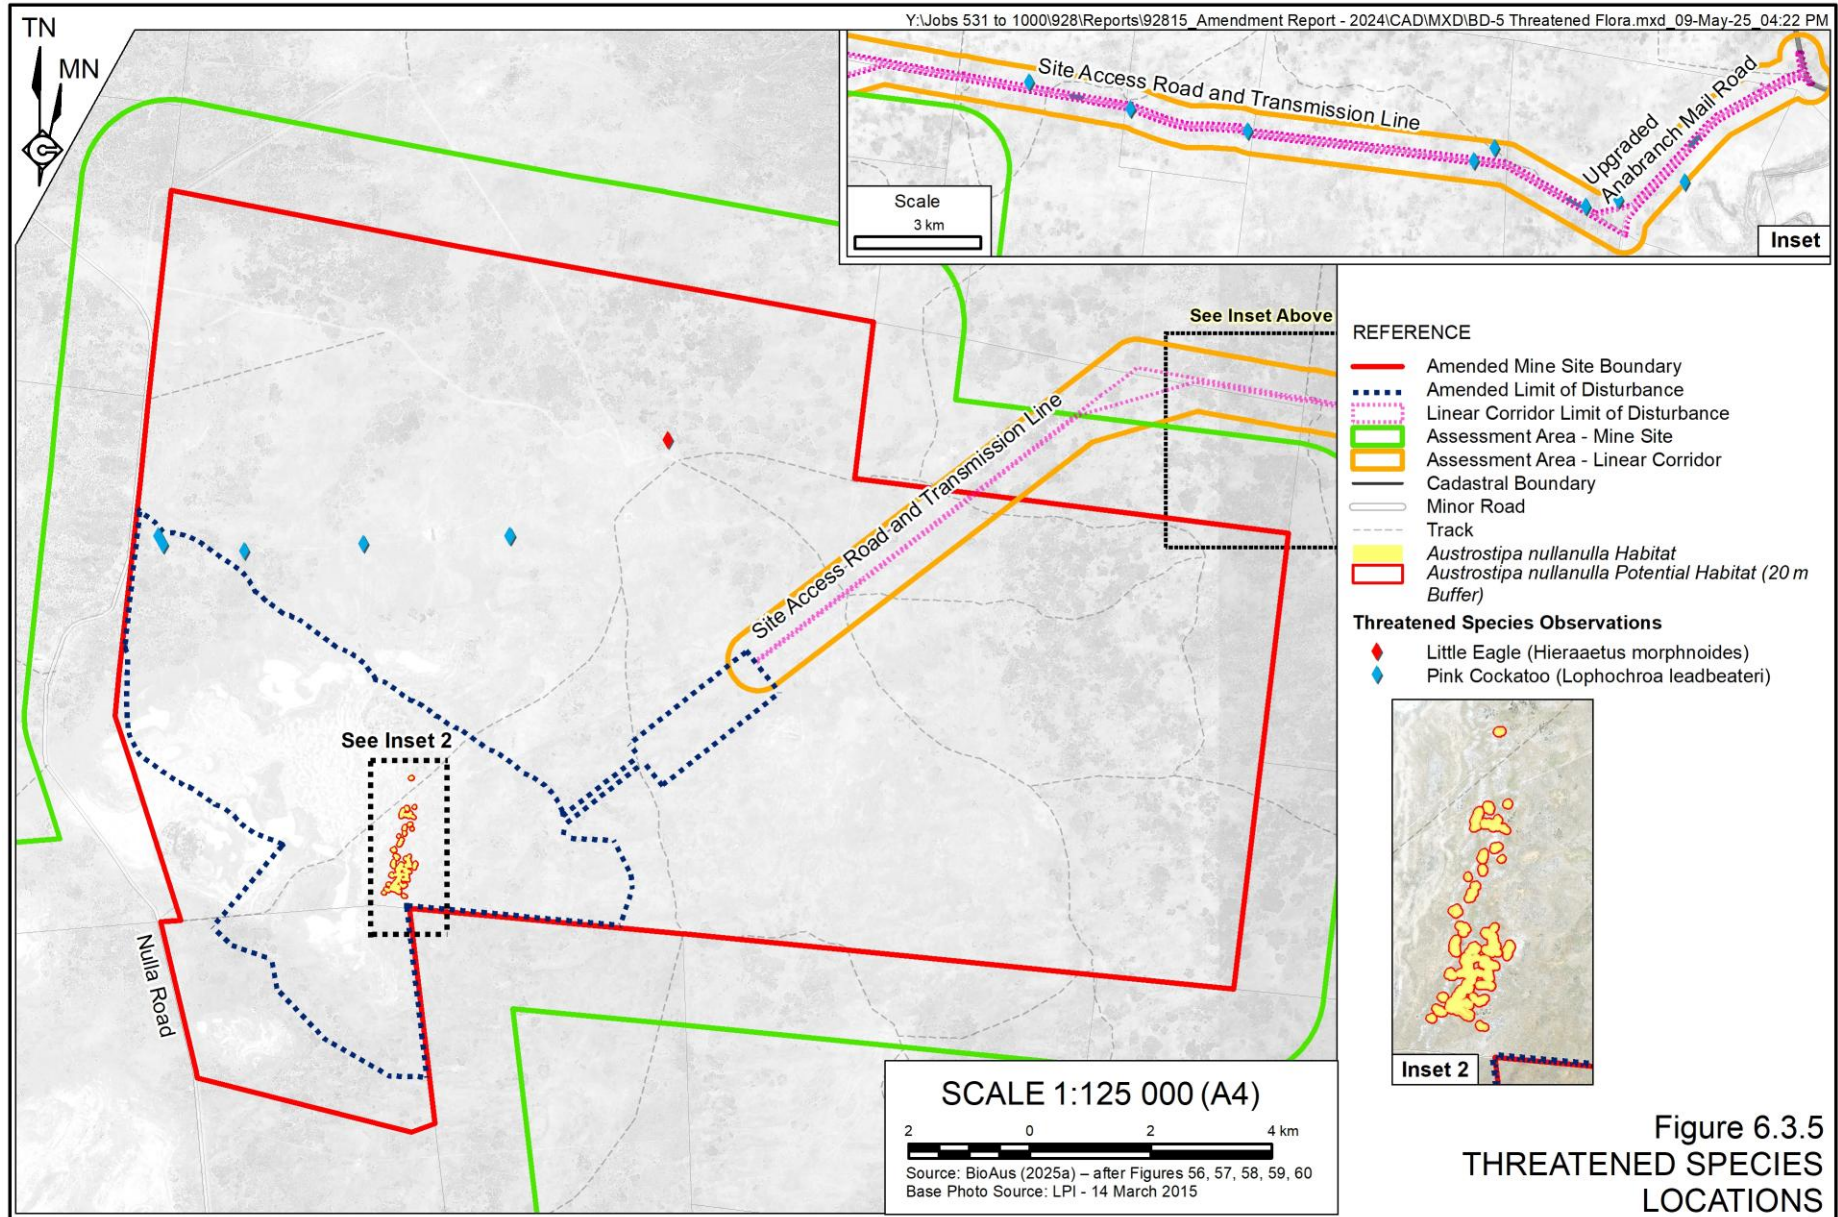 Y:\Jobs 531 to 1000\928\Reports\92815_Amendment Report - 2024\CAD\MXD\BD-5 Threatened Flora.mxd_09-May-25_04:22 PM
TN
MN
Site Access Road and Transmission Line
Upgraded
Anabranch Mail Road
Scale
3 km
Inset
See Inset Above
Site Access Road and Transmission Line
See Inset 2
Nulla Road
REFERENCE
Amended Mine Site Boundary
Amended Limit of Disturbance
Linear Corridor Limit of Disturbance
Assessment Area - Mine Site
Assessment Area - Linear Corridor
Cadastral Boundary
Minor Road
Track
Austrostipa nullanulla Habitat
Austrostipa nullanulla Potential Habitat (20 m
Buffer)
Threatened Species Observations
Little Eagle (Hieraaetus morphnoides)
Pink Cockatoo (Lophochroa leadbeateri)
Inset 2
SCALE 1:125 000 (A4)
2 0 2 4 km
Source: BioAus (2025a) – after Figures 56, 57, 58, 59, 60
Base Photo Source: LPI - 14 March 2015
Figure 6.3.5
THREATENED SPECIES
LOCATIONS